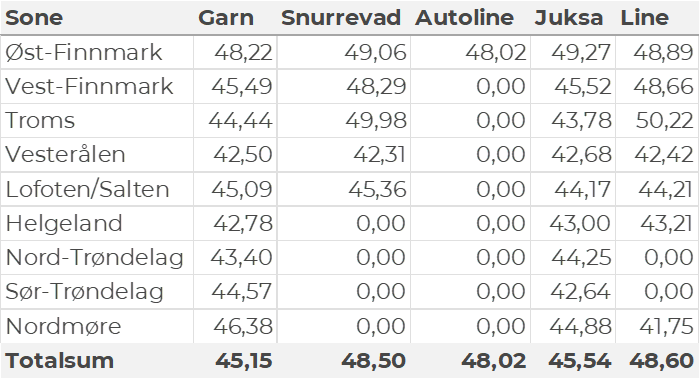 Sone Garn Snurrevad Autoline Juksa Line
Øst-Finnmark 48,22 49,06 48,02 49,27 48,89
Vest-Finnmark 45,49 48,29 0,00 45,52 48,66
Troms 44,44 49,98 0,00 43,78 50,22
Vesterålen 42,50 42,31 0,00 42,68 42,42
Lofoten/Salten 45,09 45,36 0,00 44,17 44,21
Helgeland 42,78 0,00 0,00 43,00 43,21
Nord-Trøndelag 43,40 0,00 0,00 44,25 0,00
Sør-Trøndelag 44,57 0,00 0,00 42,64 0,00
Nordmøre 46,38 0,00 0,00 44,88 41,75
Totalsum 45,15 48,50 48,02 45,54 48,60